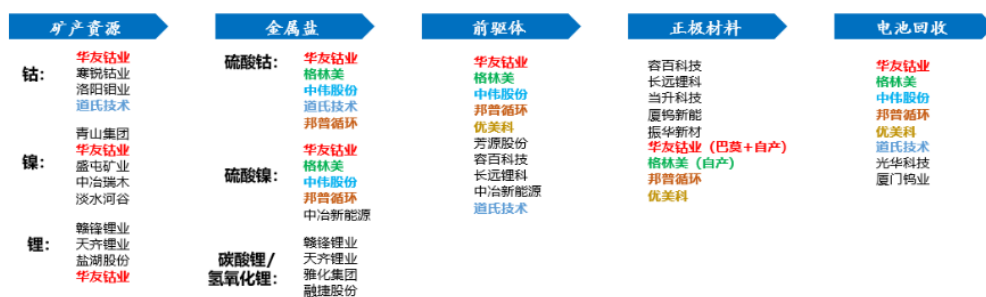 矿产资源
钴：
华友钴业
寒锐钴业
洛阳钼业
道氏技术
镍：
青山集团
华友钴业
盛屯矿业
中冶瑞木
淡水河谷
锂：
赣锋锂业
天齐锂业
盐湖股份
华友钴业
金属盐
硫酸钴：
华友钴业
格林美
中伟股份
道氏技术
邦普循环
硫酸镍：
华友钴业
格林美
中伟股份
邦普循环
中冶新能源
碳酸锂/
氢氧化锂：
赣锋锂业
天齐锂业
雅化集团
融捷股份
前驱体
华友钴业
格林美
中伟股份
邦普循环
优美科
芳源股份
容百科技
长远锂科
中冶新能源
道氏技术
正极材料
容百科技
长远锂科
当升科技
厦钨新能
振华新材
华友钴业（巴莫+自产）
格林美（自产）
邦普循环
优美科
电池回收
华友钴业
格林美
中伟股份
邦普循环
优美科
道氏技术
光华科技
厦门钨业